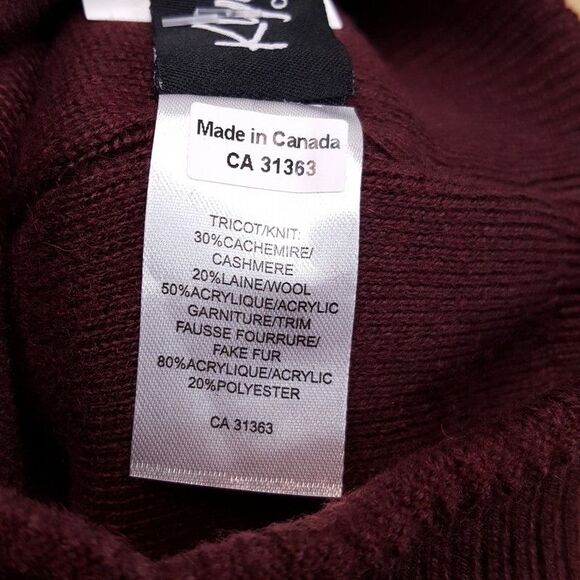 Made in Canada
CA 31363
TRICOT/KNIT:
30%CACHEMIRE/
CASHMERE
20%LAINE/WOOL
50%ACRYLIQUE/ACRYLIC
GARNITURE/TRIM
FAUSSE FOURRURE/
FAKE FUR
80%ACRYLIQUE/ACRYLIC
20%POLYESTER
CA 31363